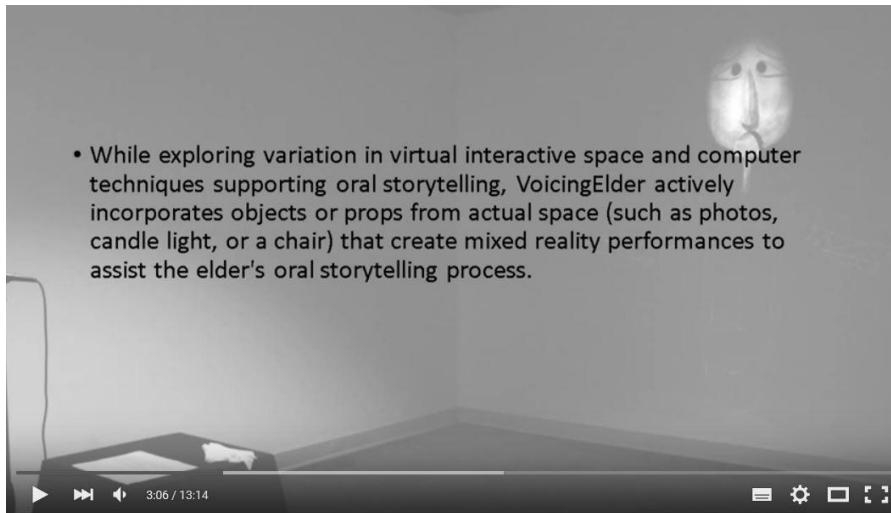 • While exploring variation in virtual interactive space and computer
techniques supporting oral storytelling, VoicingElder actively
incorporates objects or props from actual space (such as photos,
candle light, or a chair) that create mixed reality performances to
assist the elder's oral storytelling process.
3:06 / 13:14